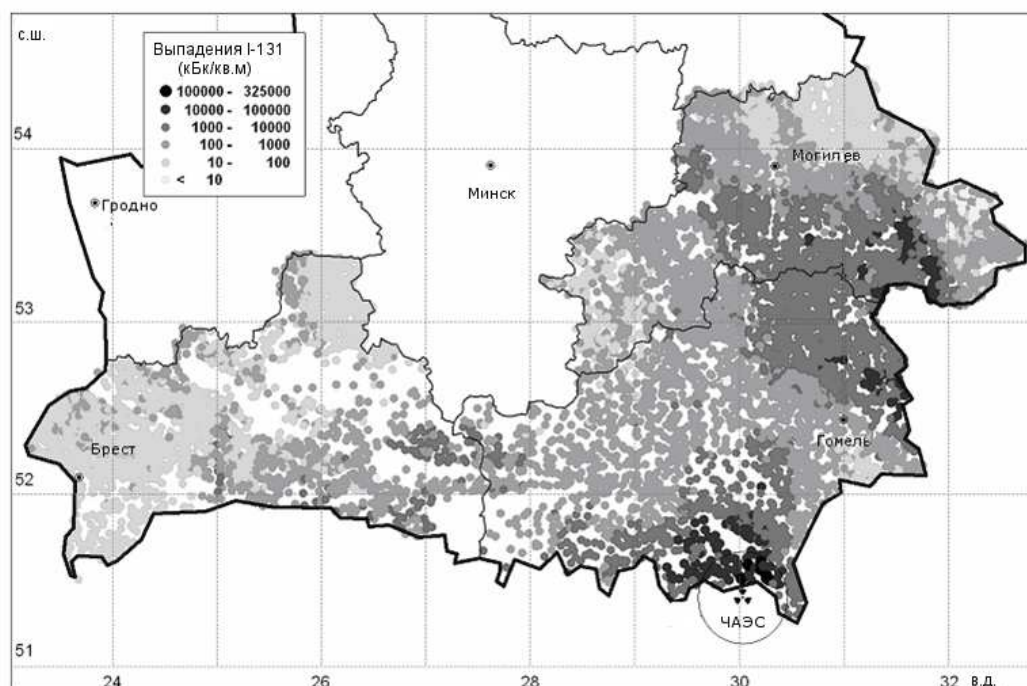 с.ш.
Выпадения I-131
(кБк/кв.м)
100000 - 325000
10000 - 100000
1000 - 10000
100 - 1000
10 - 100
< 10
54
Могилев
Минск
Гродно
53
Брест
Гомель
52
ЧАЭС
51
24 26 28 30 32 в.д.